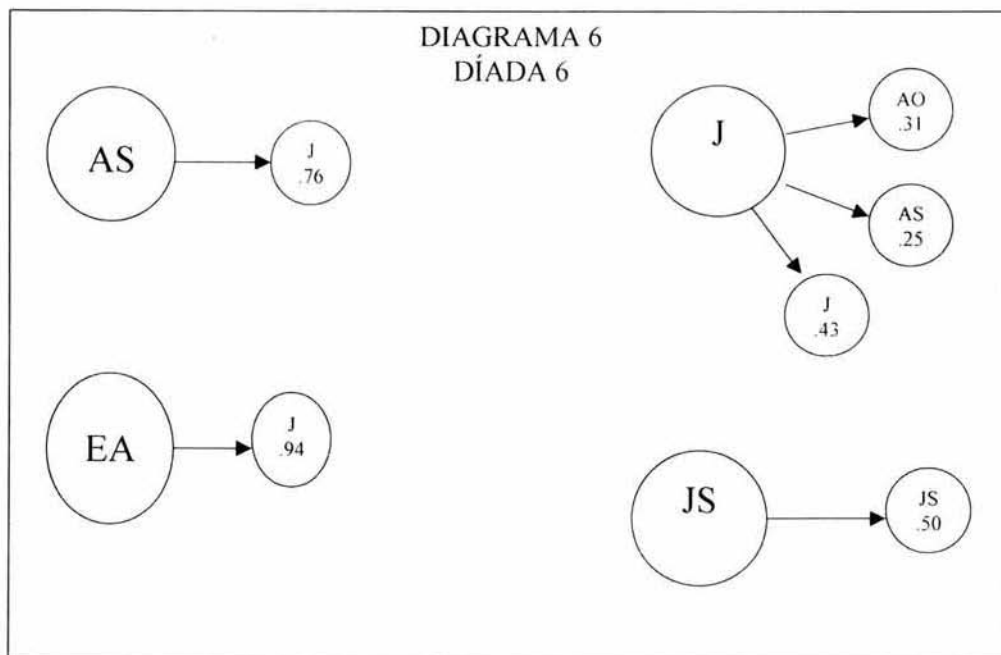 DIAGRAMA 6
DÍADA 6
AS
J
.76
J
AO
.31
AS
.25
J
.43
EA
J
.94
JS
JS
.50